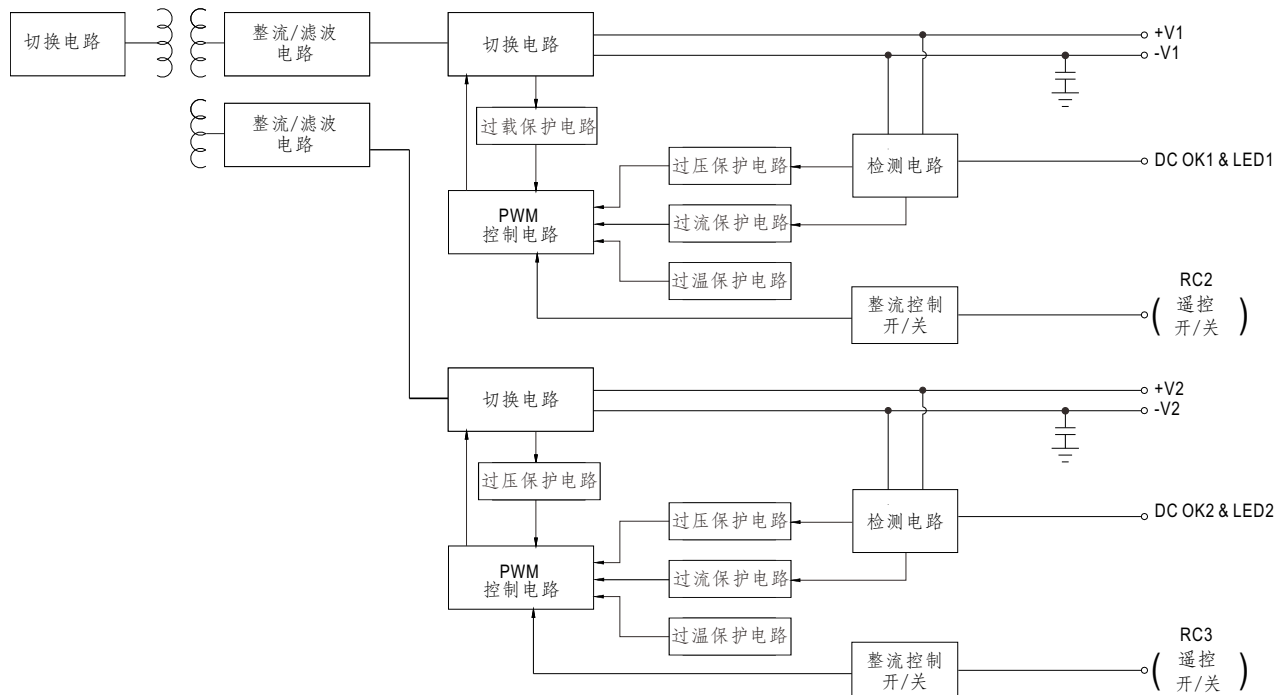 切换电路
整流/滤波
电路
切换电路
+V1
-V1
整流/滤波
电路
过载保护电路
过压保护电路
检测电路
DC OK1 & LED1
PWM
控制电路
过流保护电路
过温保护电路
整流控制
开/关
RC2
( 遥控 )
开/关
切换电路
+V2
-V2
过压保护电路
过压保护电路
检测电路
DC OK2 & LED2
PWM
控制电路
过流保护电路
过温保护电路
整流控制
开/关
RC3
( 遥控 )
开/关